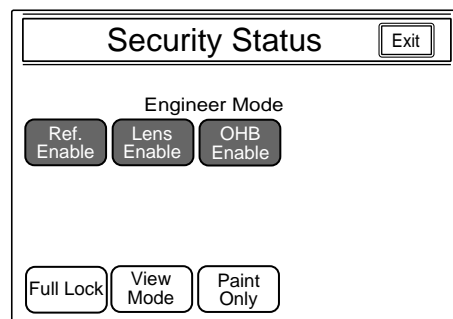 Security Status
Exit
Engineer Mode
Ref.
Enable
Lens
Enable
OHB
Enable
Full Lock
View
Mode
Paint
Only